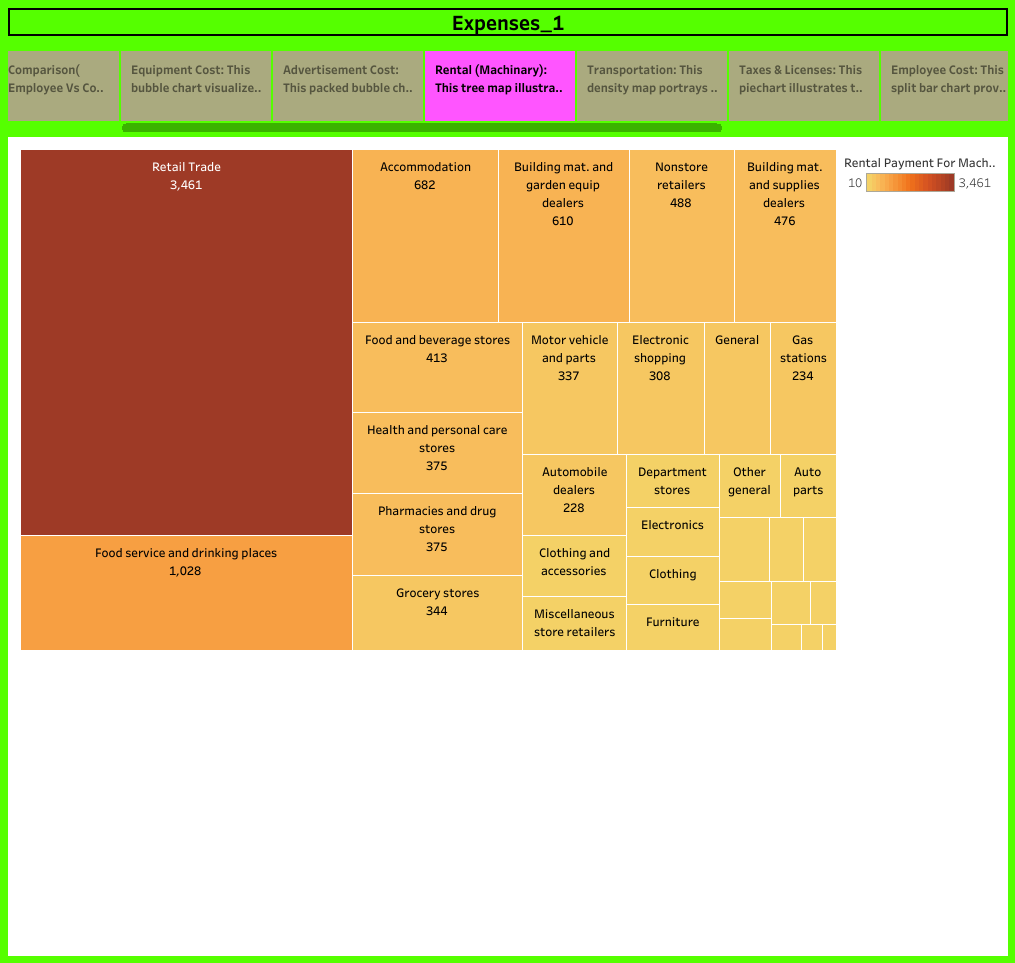 Expenses_1
Comparison(
Employee Vs Co..
Equipment Cost: This
bubble chart visualize..
Advertisement Cost:
This packed bubble ch..
Rental (Machinary):
This tree map illustra..
Transportation: This
density map portrays ..
Taxes & Licenses: This
piechart illustrates t..
Employee Cost: This
split bar chart prov..
Retail Trade
3,461
Accommodation
682
Building mat. and
garden equip
dealers
610
Nonstore
retailers
488
Building mat.
and supplies
dealers
476
Rental Payment For Mach..
10
3,461
Food and beverage stores
413
Motor vehicle
and parts
337
Electronic
shopping
308
General
Gas
stations
234
Health and personal care
stores
375
Automobile
dealers
228
Department
stores
Other
general
Auto
parts
Pharmacies and drug
stores
375
Electronics
Food service and drinking places
1,028
Clothing and
accessories
Clothing
Grocery stores
344
Miscellaneous
store retailers
Furniture